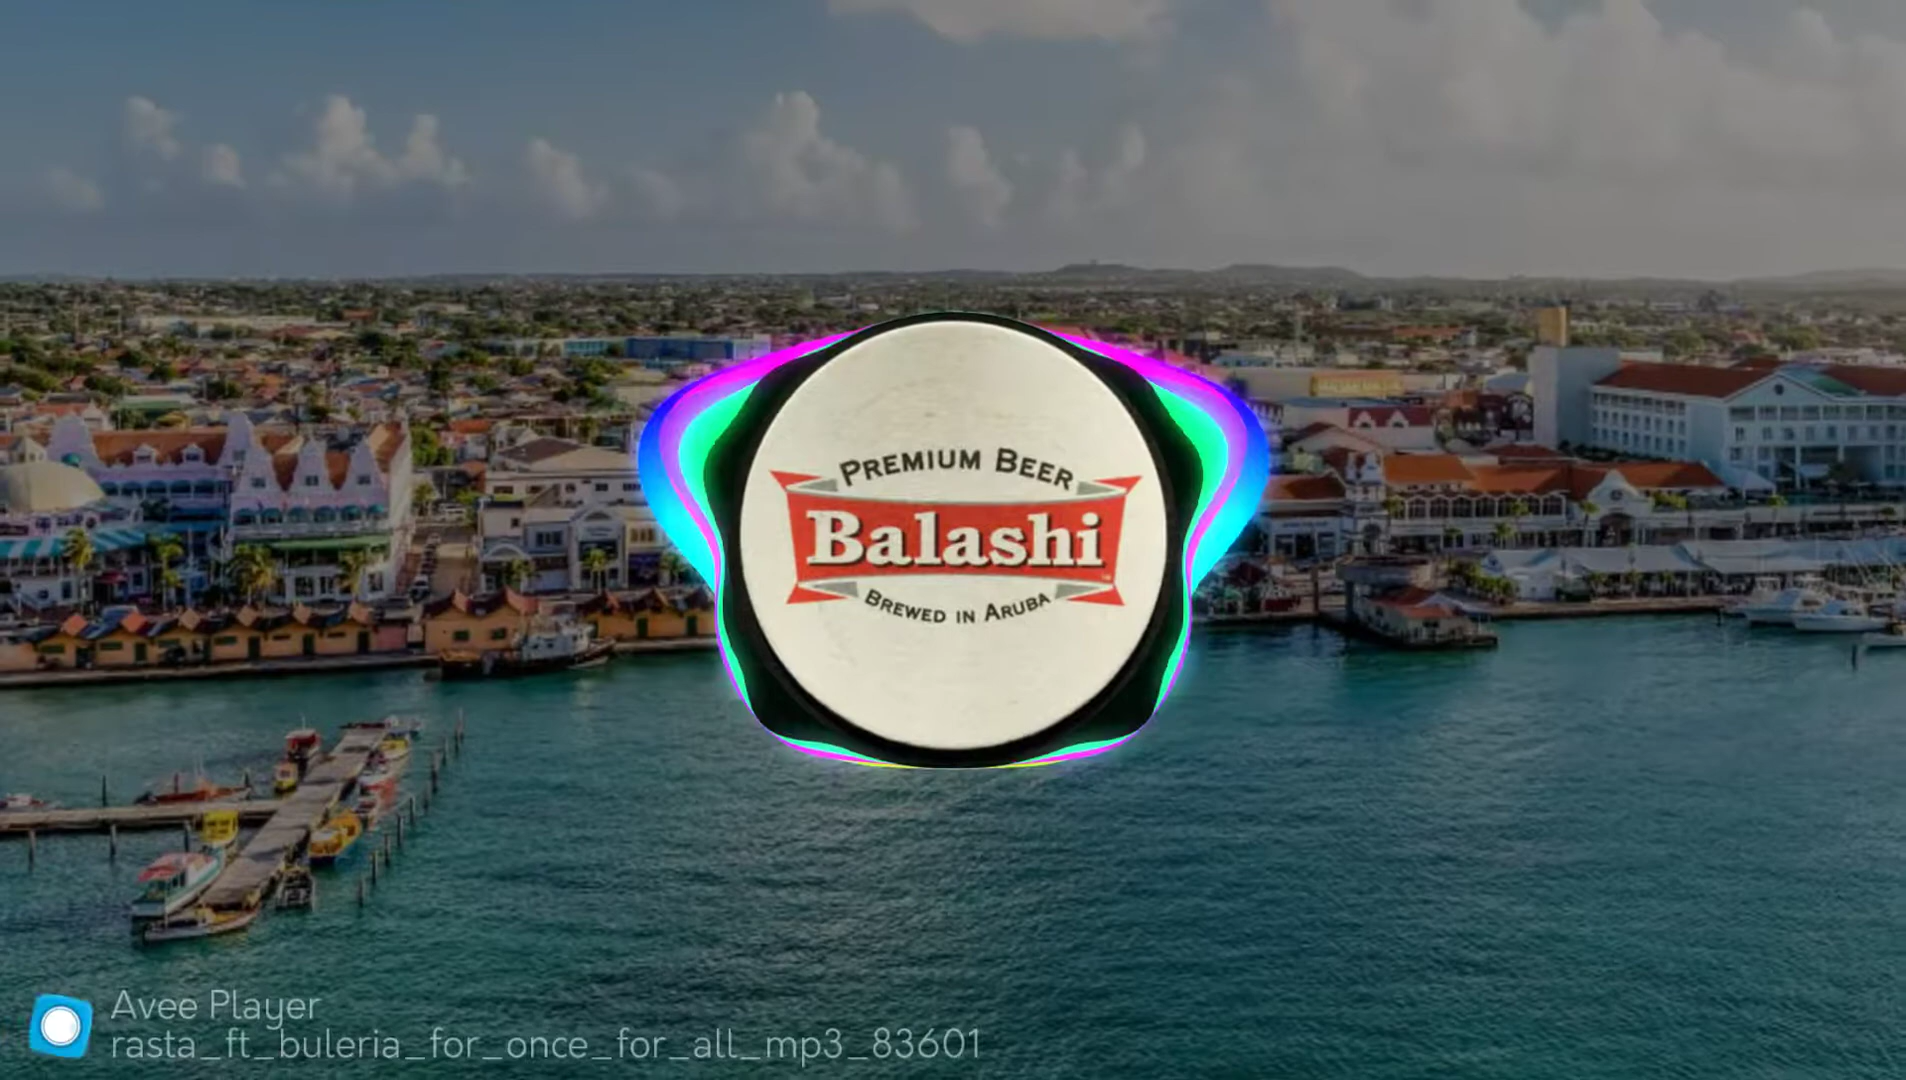 PREMIUM BEER
Balashi
BREWED IN ARUBA
Avee Player
rasta_ft_buleria_for_once_for_all_mp3_83601